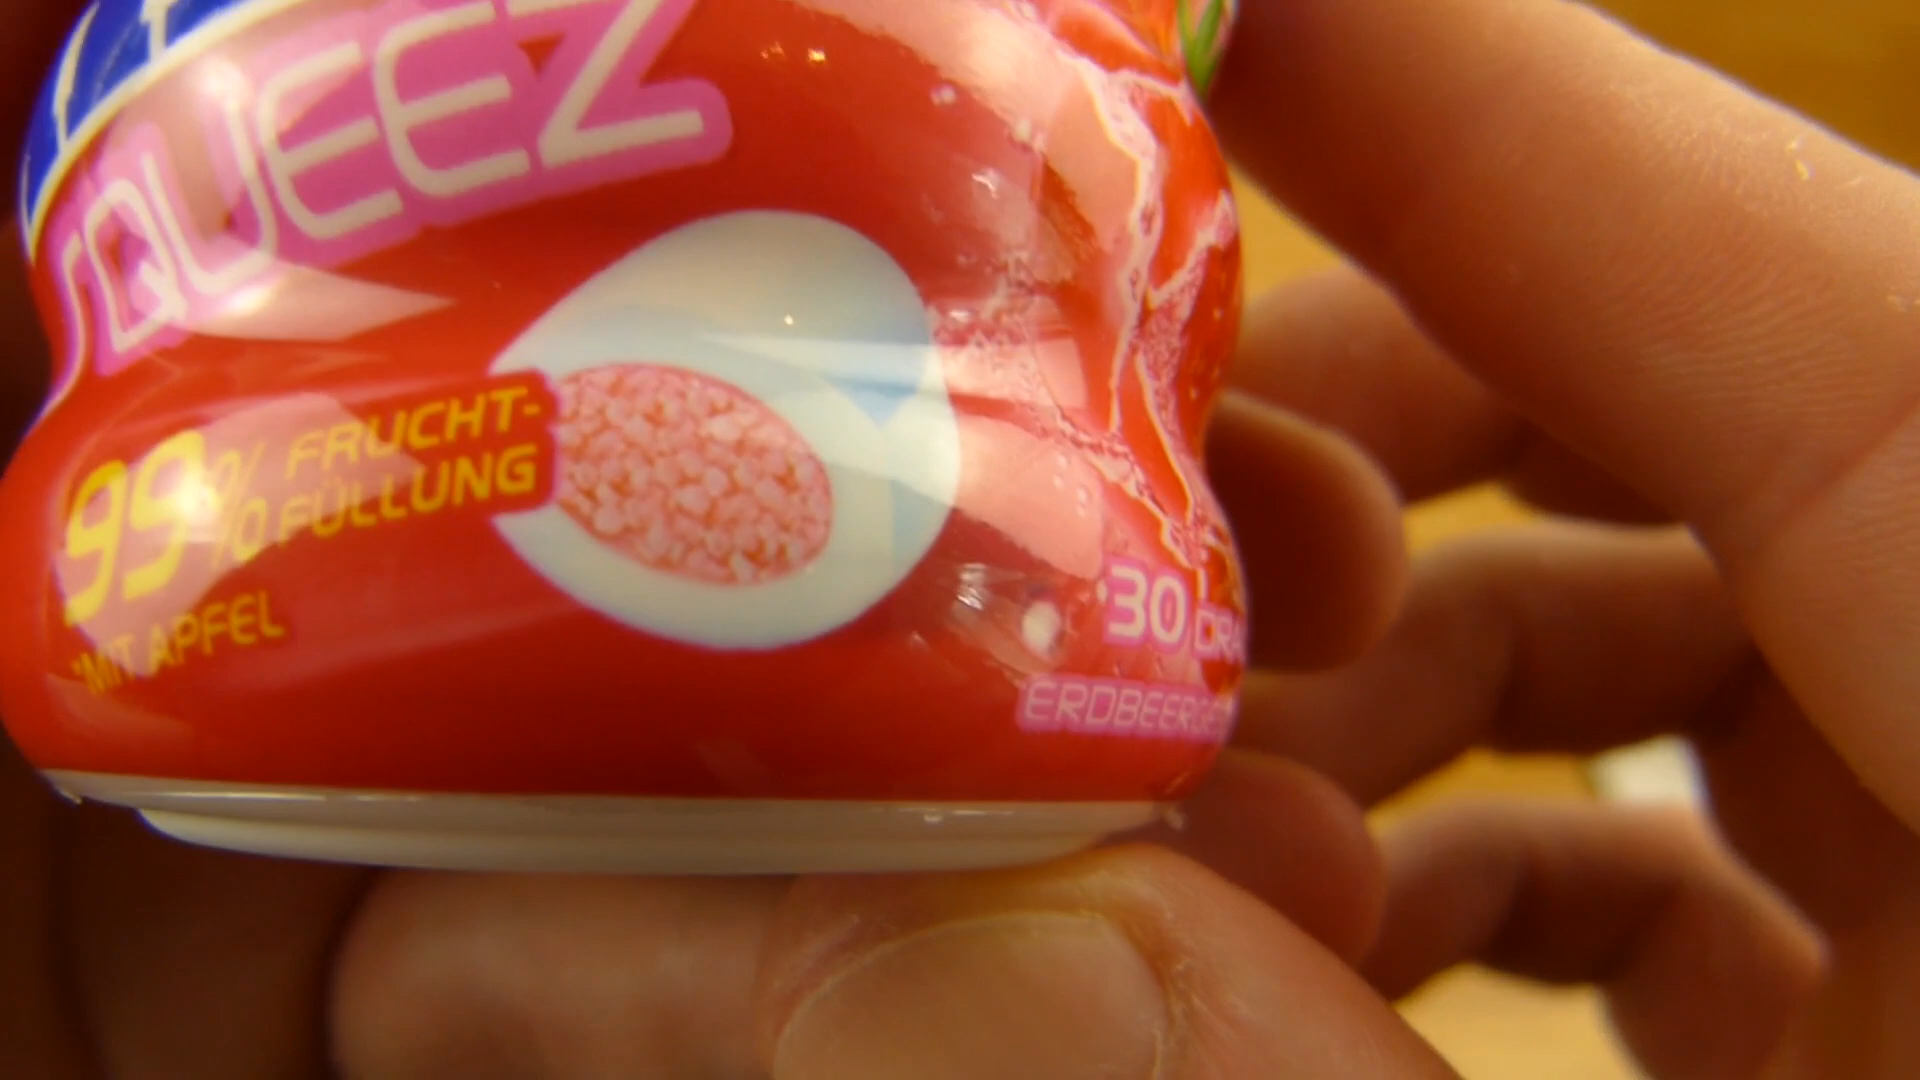 SQUEEZ
99% FRUCHT-
FÜLLUNG
*MIT APFEL
30